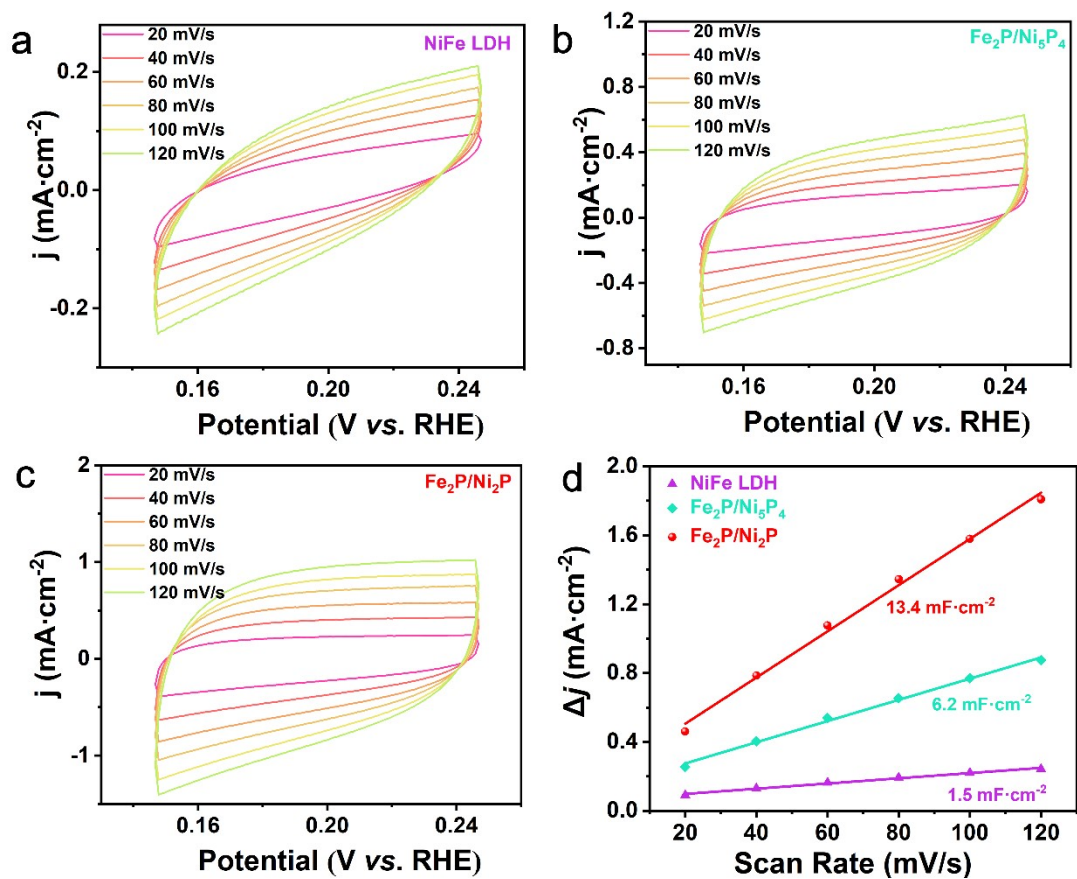 a
NiFe LDH
20 mV/s
40 mV/s
60 mV/s
80 mV/s
100 mV/s
120 mV/s
0.2
0.0
-0.2
j (mA·cm⁻²)
0.16
0.20
0.24
Potential (V vs. RHE)
b
Fe₂P/Ni₅P₄
20 mV/s
40 mV/s
60 mV/s
80 mV/s
100 mV/s
120 mV/s
1.2
0.8
0.4
0.0
-0.4
-0.8
j (mA·cm⁻²)
0.16
0.20
0.24
Potential (V vs. RHE)
c
Fe₂P/Ni₂P
20 mV/s
40 mV/s
60 mV/s
80 mV/s
100 mV/s
120 mV/s
2
1
0
-1
j (mA·cm⁻²)
0.16
0.20
0.24
Potential (V vs. RHE)
d
NiFe LDH
Fe₂P/Ni₅P₄
Fe₂P/Ni₂P
13.4 mF·cm⁻²
6.2 mF·cm⁻²
1.5 mF·cm⁻²
2.0
1.6
1.2
0.8
0.4
0.0
Δj (mA·cm⁻²)
20
40
60
80
100
120
Scan Rate (mV/s)